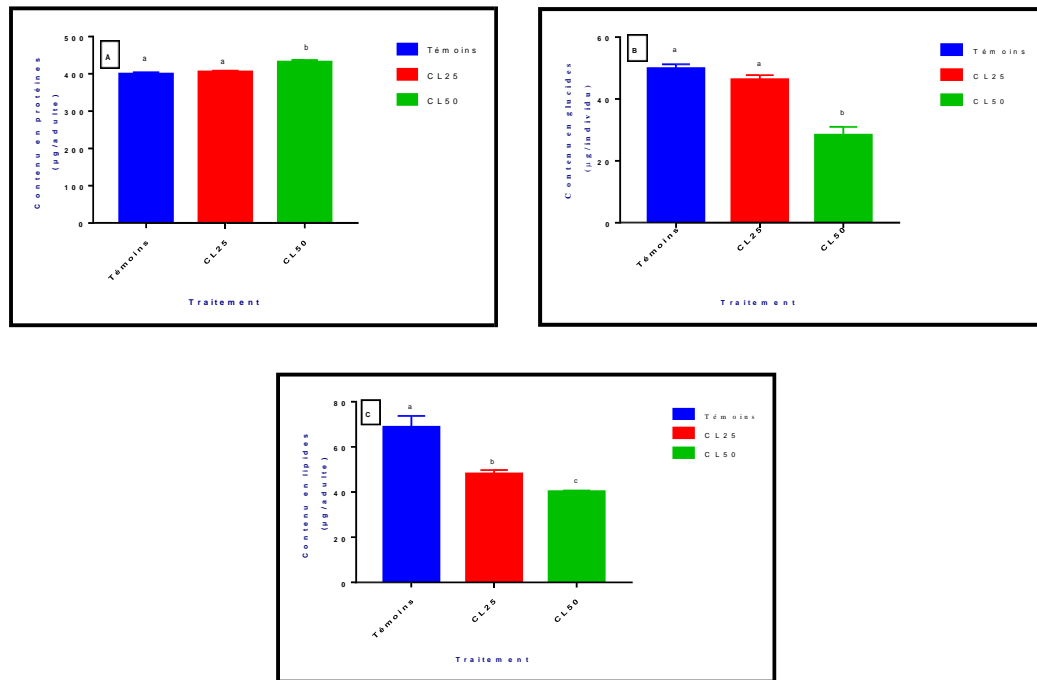 A
Contenu en protéines
(µg/adulte)
500
400
300
200
100
0
a
a
b
Témoins
CL25
CL50
Traitement
Témoins
CL25
CL50
B
Contenu en glucides
(µg/individu)
60
40
20
0
a
a
b
Témoins
CL25
CL50
Traitement
Témoins
CL25
CL50
C
Contenu en lipides
(µg/adulte)
80
60
40
20
0
a
b
c
Témoins
CL25
CL50
Traitement
Témoins
CL25
CL50